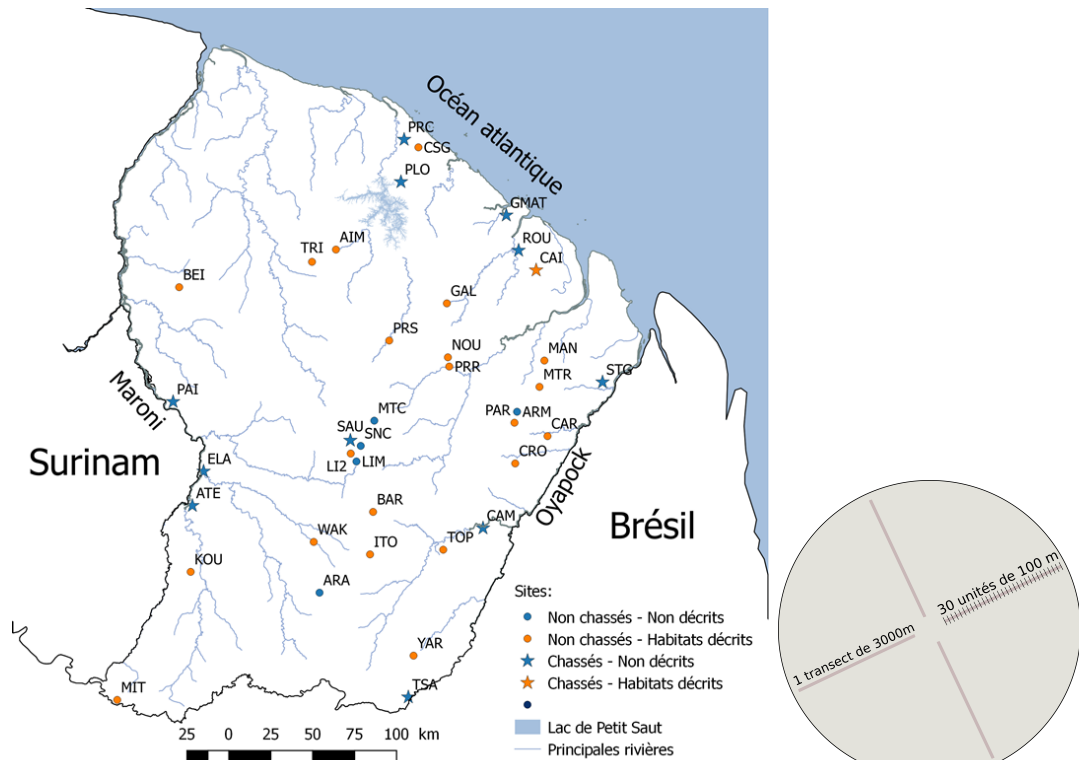 Océan atlantique
PRC
CSG
PLO
GMAT
ROU
CAI
AIM
TRI
BEI
GAL
PRS
NOU
PRR
MAN
MTR
STG
PAI
Maroni
MTC
PAR
ARM
SAU
SNC
CAR
Surinam
LI2
LIM
CRO
ELA
ATE
BAR
CAM
Oyapock
Brésil
WAK
ITO
TOP
KOU
ARA
YAR
TSA
MIT
Sites:
Non chassés - Non décrits
Non chassés - Habitats décrits
Chassés - Non décrits
Chassés - Habitats décrits
Lac de Petit Saut
Principales rivières
25 0 25 50 75 100 km
30 unités de 100 m
1 transect de 3000m